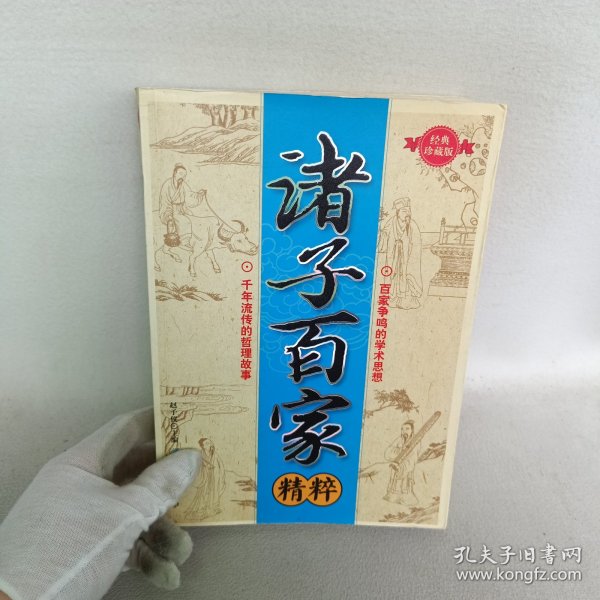 诸子百家
精粹
经典
珍藏版
百家争鸣的学术思想
千年流传的哲理故事
孔夫子旧书网
www.kongfz.com